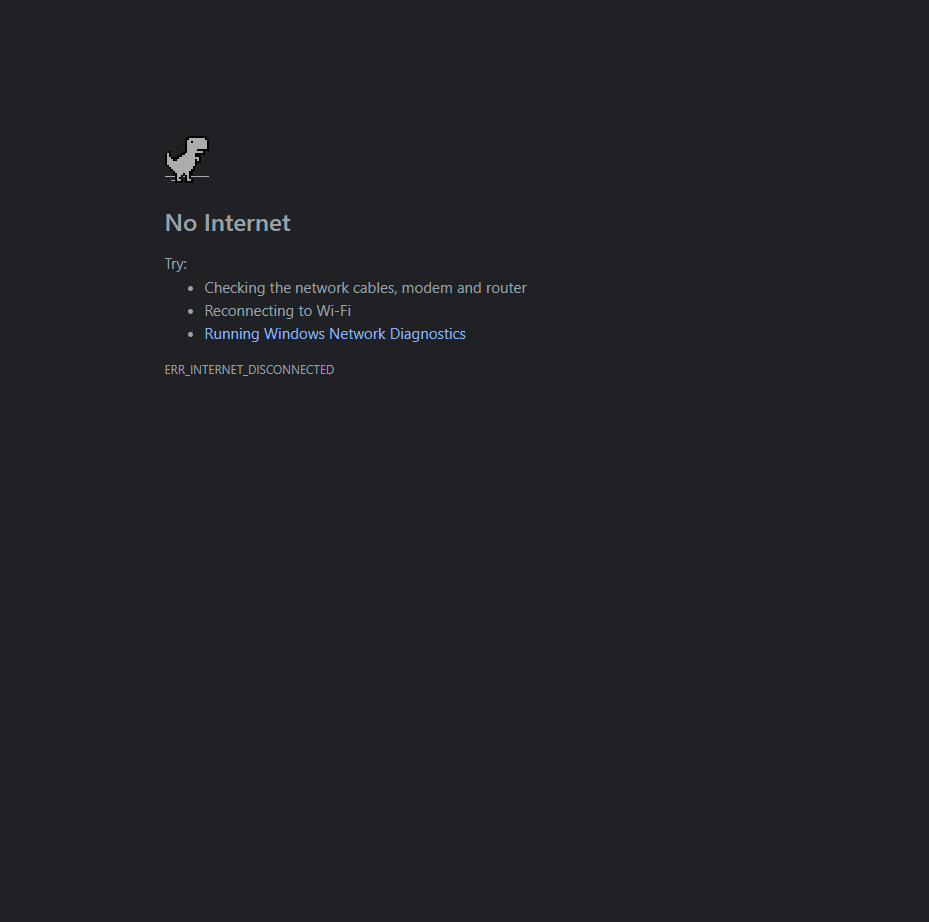 No Internet
Try:
Checking the network cables, modem and router
Reconnecting to Wi-Fi
Running Windows Network Diagnostics
ERR_INTERNET_DISCONNECTED